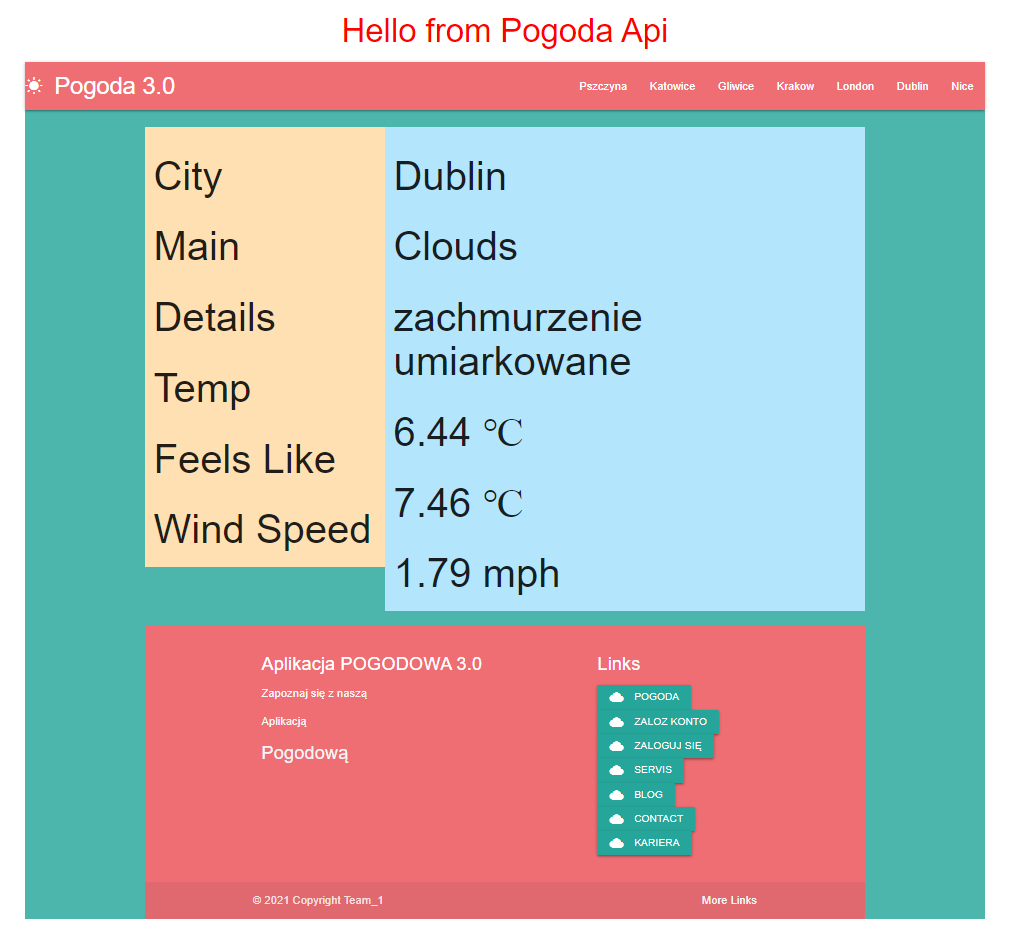 Hello from Pogoda Api
Pogoda 3.0
Pszczyna Katowice Gliwice Krakow London Dublin Nice
City
Main
Details
Temp
Feels Like
Wind Speed
Dublin
Clouds
zachmurzenie
umiarkowane
6.44 ℃
7.46 ℃
1.79 mph
Aplikacja POGODOWA 3.0
Zapoznaj się z naszą
Aplikacją
Pogodową
Links
POGODA
ZALOZ KONTO
ZALOGUJ SIĘ
SERVIS
BLOG
CONTACT
KARIERA
© 2021 Copyright Team_1
More Links